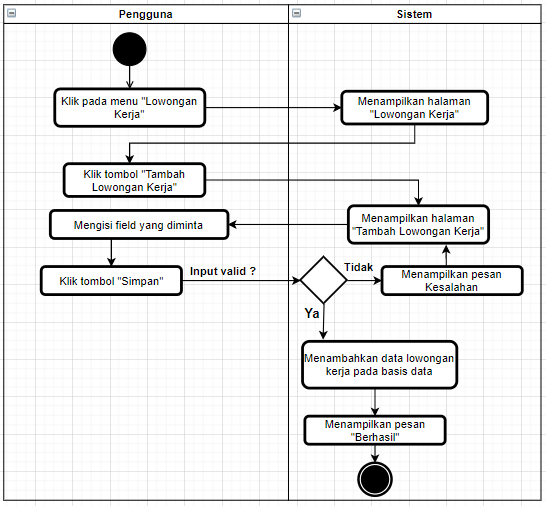 Pengguna
Sistem
Klik pada menu "Lowongan
Kerja"
Menampilkan halaman
"Lowongan Kerja"
Klik tombol "Tambah
Lowongan Kerja"
Menampilkan halaman
"Tambah Lowongan Kerja"
Mengisi field yang diminta
Klik tombol "Simpan"
Input valid ?
Tidak
Menampilkan pesan
Kesalahan
Ya
Menambahkan data lowongan
kerja pada basis data
Menampilkan pesan
"Berhasil"